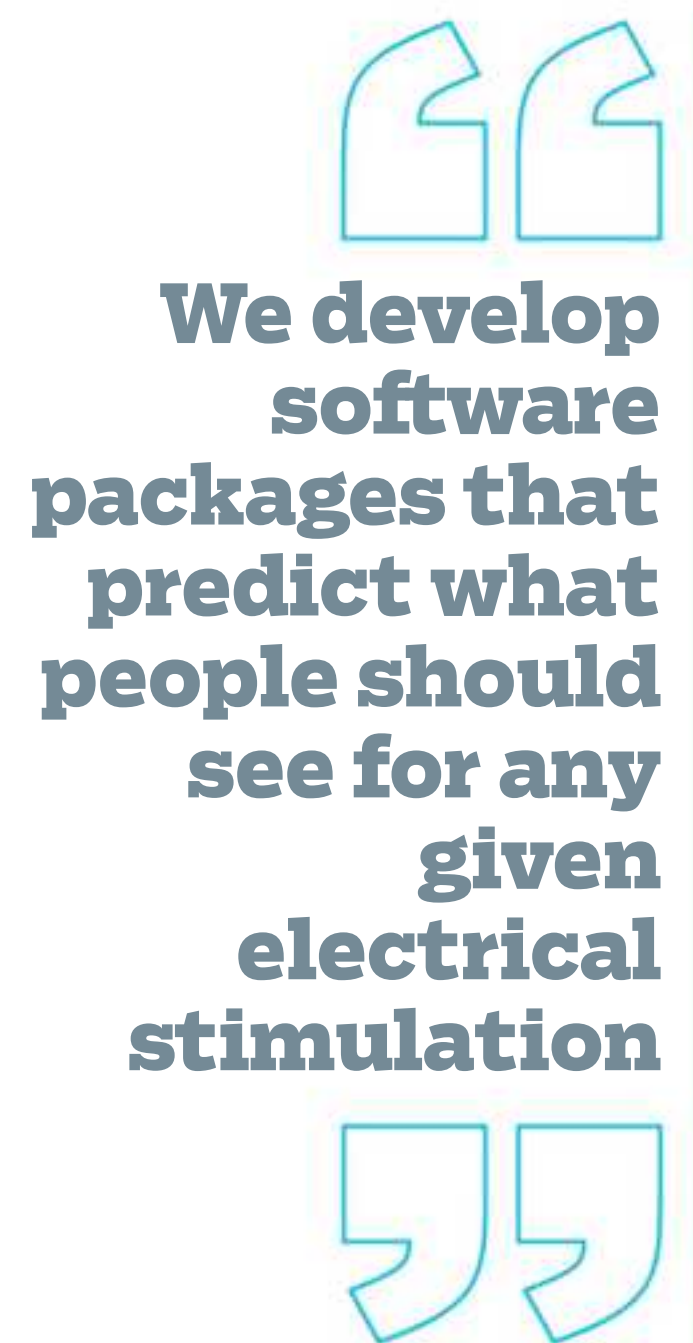 “
We develop
software
packages that
predict what
people should
see for any
given
electrical
stimulation
”